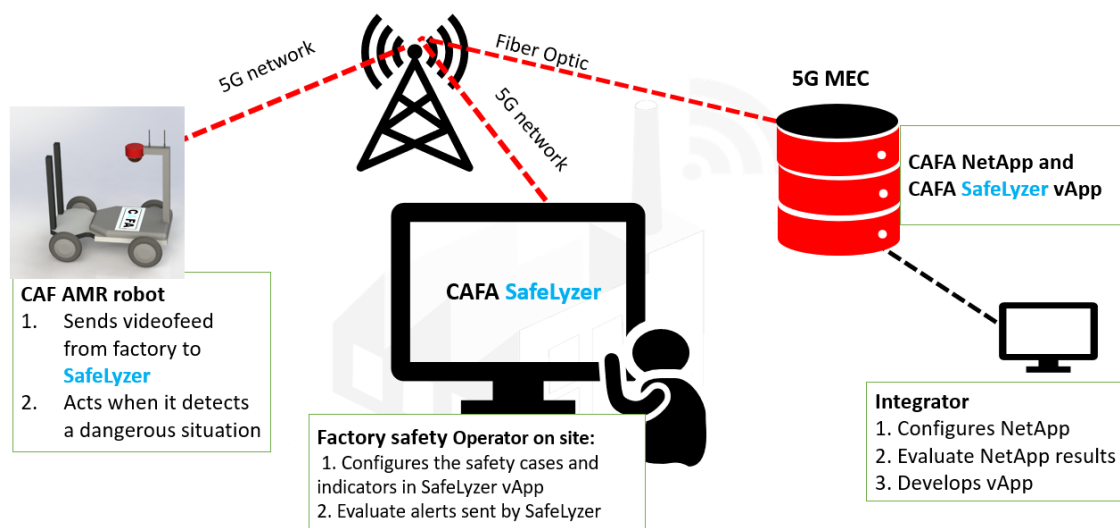 5G network
Fiber Optic
5G network
5G MEC
CAFA NetApp and
CAFA SafeLyzer vApp
CAFA SafeLyzer
CAF AMR robot
1. Sends videofeed
from factory to
SafeLyzer
2. Acts when it detects
a dangerous situation
Factory safety Operator on site:
1. Configures the safety cases and
indicators in SafeLyzer vApp
2. Evaluate alerts sent by SafeLyzer
Integrator
1. Configures NetApp
2. Evaluate NetApp results
3. Develops vApp